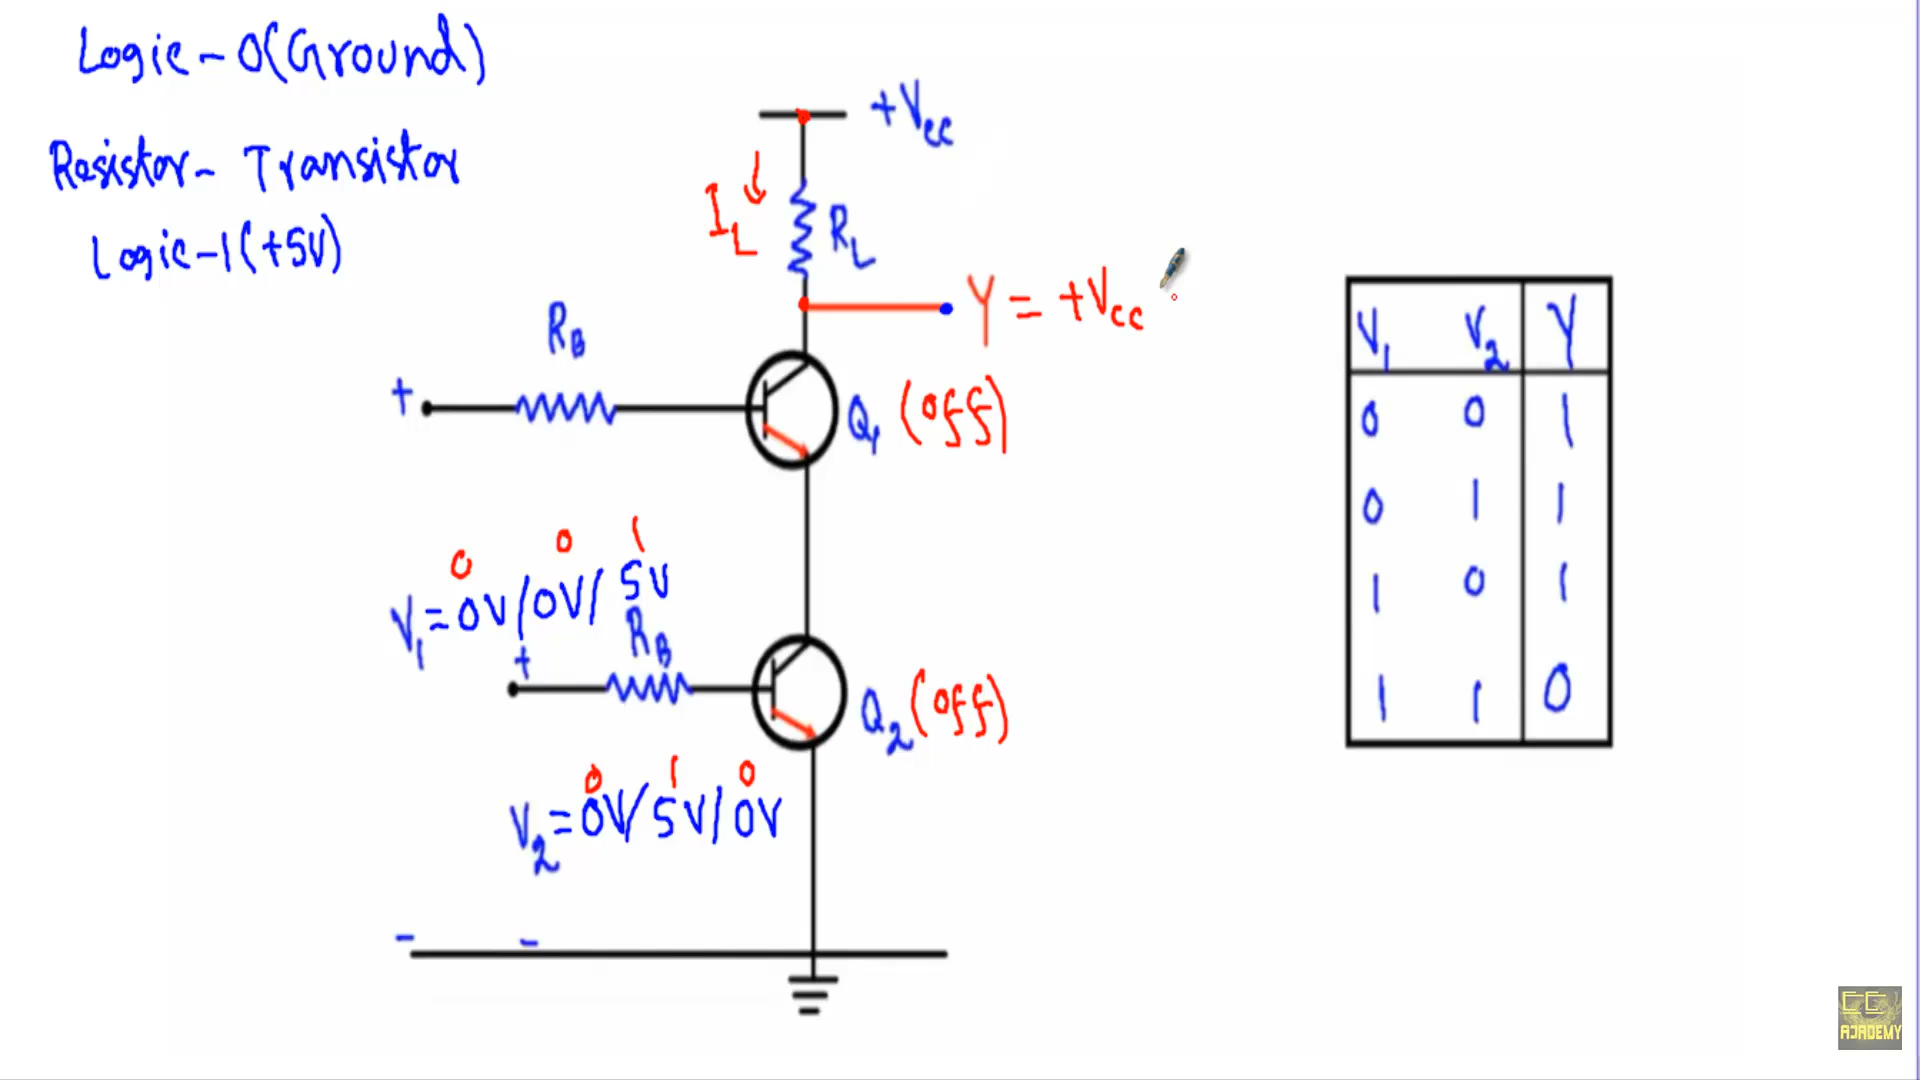 Logic - 0(Ground)
Resistor - Transistor
Logic - 1(+5V)
+Vcc
IL
RL
Y = +Vcc
RB
+
Q1 (off)
0 0 1
V1 = 0V/0V/5V
RB
+
Q2 (off)
0 1 0
V2 = 0V/5V/0V
- -
V1 V2 Y
0 0 1
0 1 1
1 0 1
1 1 0
EE
ACADEMY